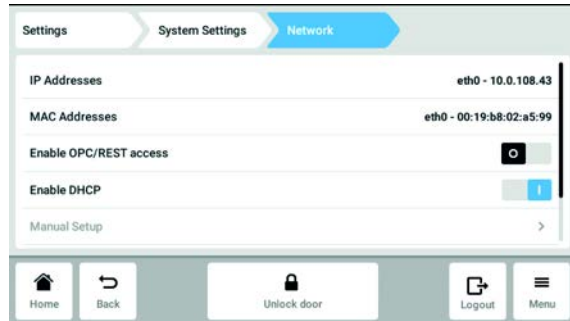 Settings
System Settings
Network
IP Addresses
eth0 - 10.0.108.43
MAC Addresses
eth0 - 00:19:b8:02:a5:99
Enable OPC/REST access
O
Enable DHCP
I
Manual Setup
Home
Back
Unlock door
Logout
Menu